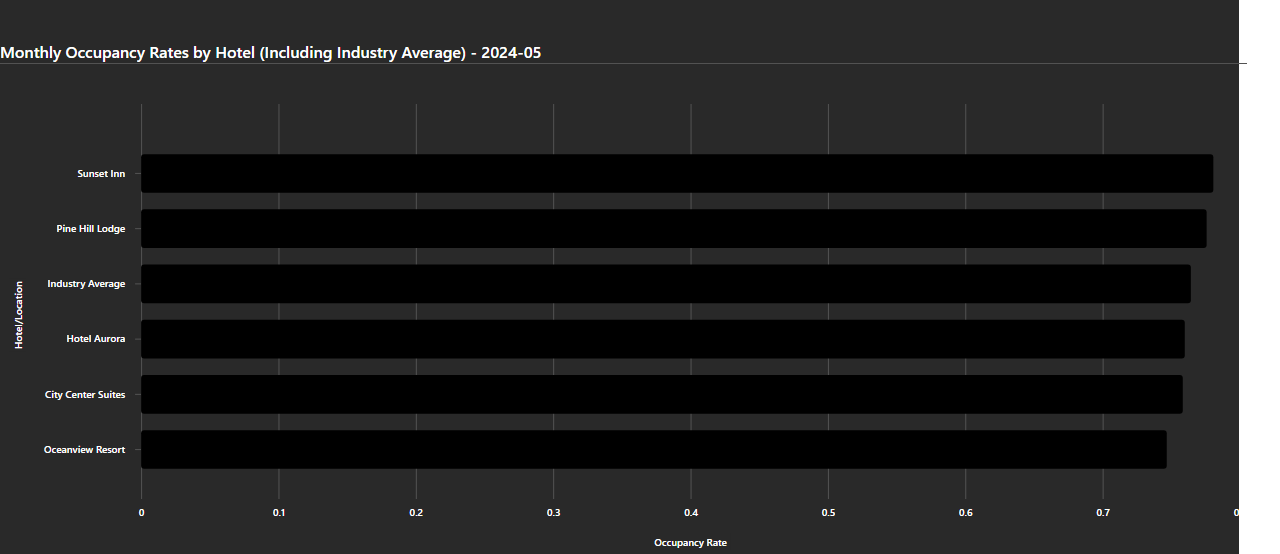 Monthly Occupancy Rates by Hotel (Including Industry Average) - 2024-05
Sunset Inn
Pine Hill Lodge
Industry Average
Hotel Aurora
City Center Suites
Oceanview Resort
Hotel/Location
0 0.1 0.2 0.3 0.4 0.5 0.6 0.7 0
Occupancy Rate